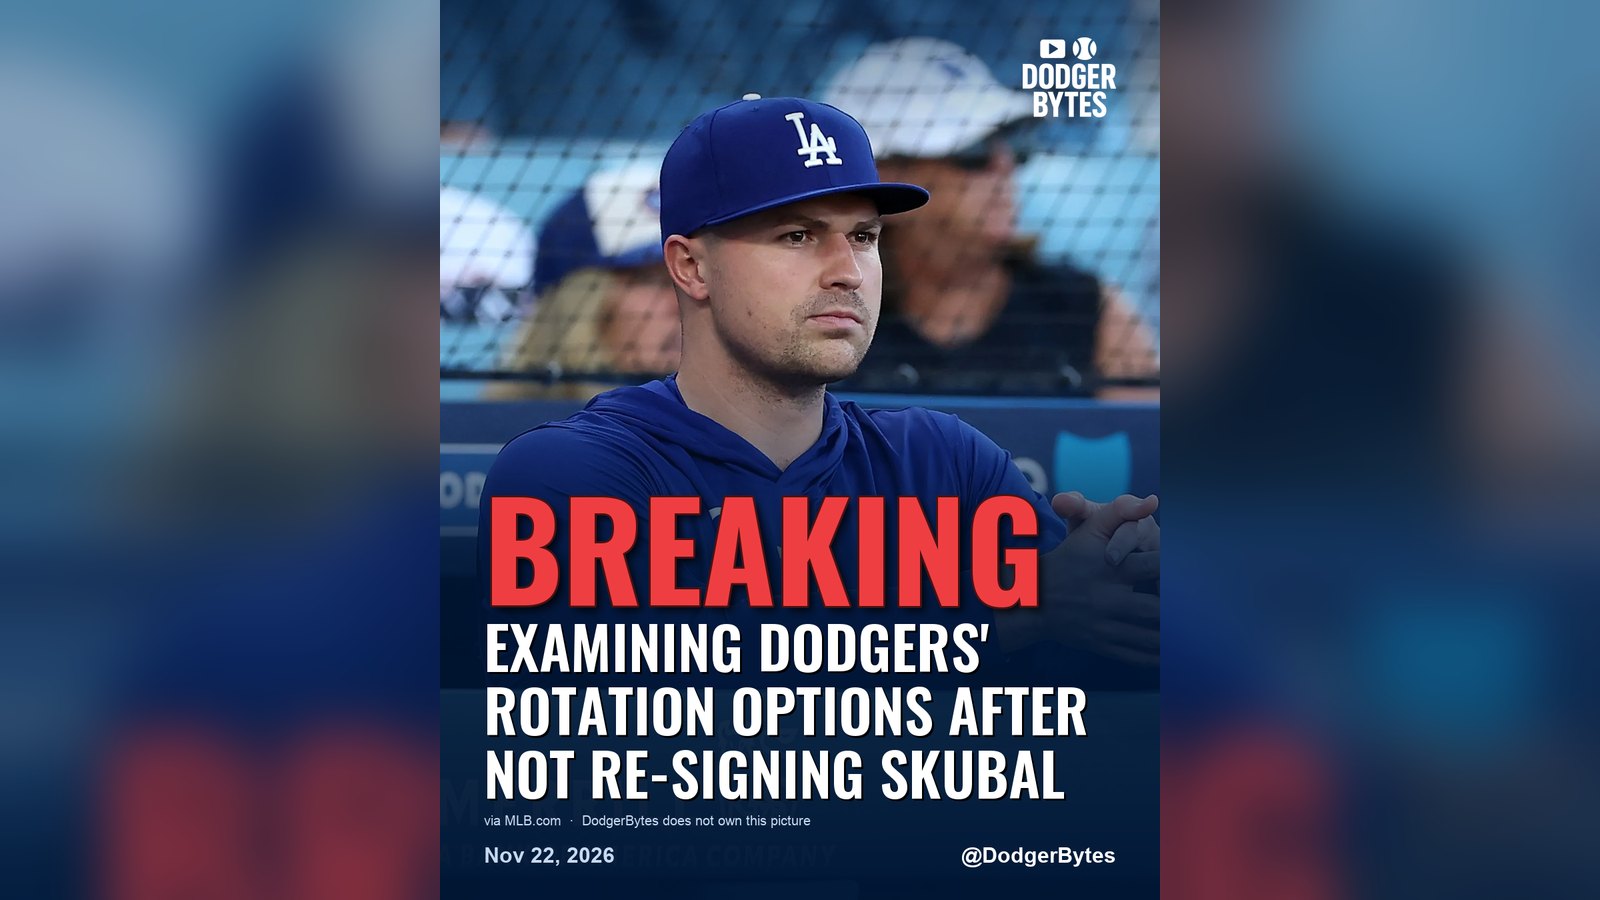 DODGER
BYTES
LA
BREAKING
EXAMINING DODGERS'
ROTATION OPTIONS AFTER
NOT RE-SIGNING SKUBAL
via MLB.com · DodgerBytes does not own this picture
Nov 22, 2026
@DodgerBytes